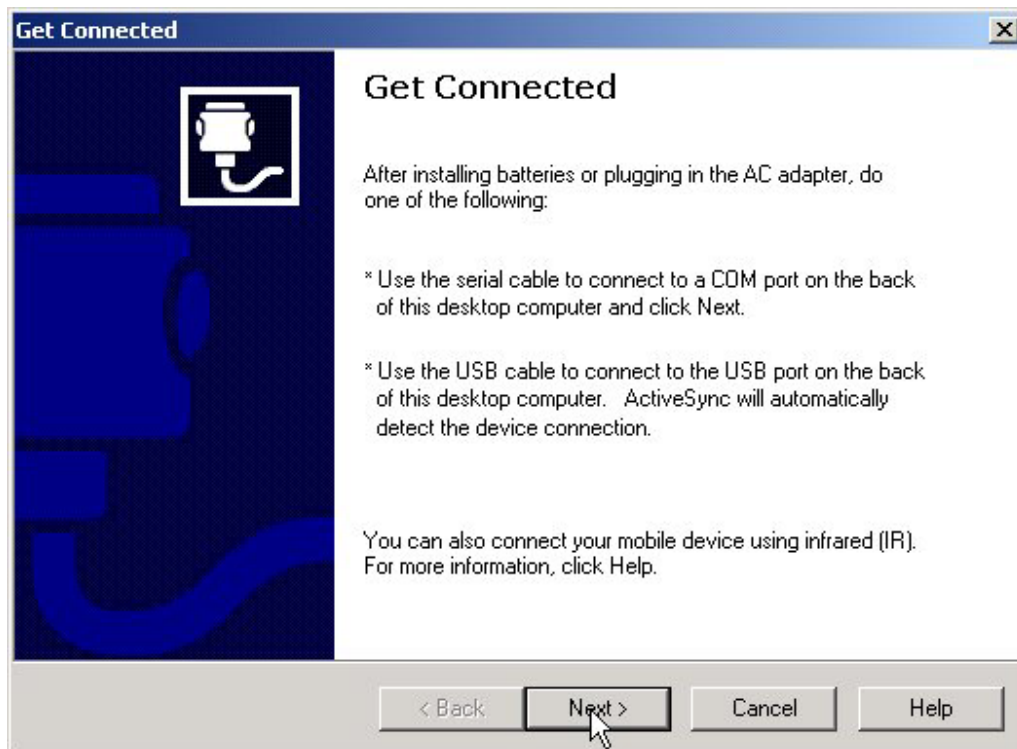 Get Connected
Get Connected
After installing batteries or plugging in the AC adapter, do
one of the following:
* Use the serial cable to connect to a COM port on the back
of this desktop computer and click Next.
* Use the USB cable to connect to the USB port on the back
of this desktop computer.   ActiveSync will automatically
detect the device connection.
You can also connect your mobile device using infrared (IR).
For more information, click Help.
< Back
Next >
Cancel
Help